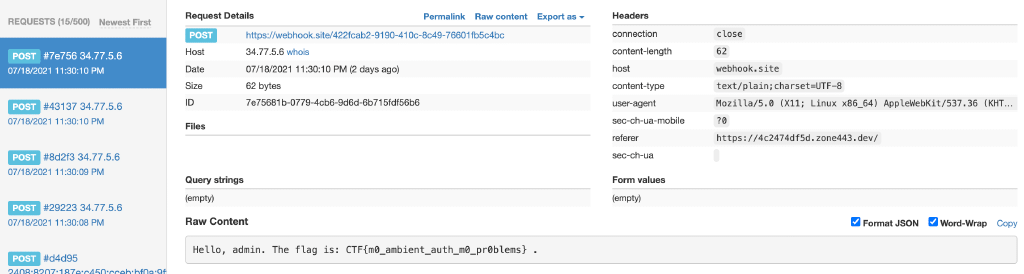 REQUESTS (15/500) Newest First
POST #7e756 34.77.5.6
07/18/2021 11:30:10 PM
POST #43137 34.77.5.6
07/18/2021 11:30:10 PM
POST #8d2f3 34.77.5.6
07/18/2021 11:30:09 PM
POST #29223 34.77.5.6
07/18/2021 11:30:08 PM
POST #d4d95
2408:8207:187e:c450:cceb:bf0a:9f
Request Details Permalink Raw content Export as
POST https://webhook.site/422fcab2-9190-410c-8c49-76601fb5c4bc
Host 34.77.5.6 whois
Date 07/18/2021 11:30:10 PM (2 days ago)
Size 62 bytes
ID 7e75681b-0779-4cb6-9d6d-6b715fdf56b6
Files
Headers
connection close
content-length 62
host webhook.site
content-type text/plain;charset=UTF-8
user-agent Mozilla/5.0 (X11; Linux x86_64) AppleWebKit/537.36 (KHT...
sec-ch-ua-mobile ?0
referer https://4c2474df5d.zone443.dev/
sec-ch-ua
Query strings
(empty)
Form values
(empty)
Raw Content Format JSON Word-Wrap Copy
Hello, admin. The flag is: CTF{m0_ambient_auth_m0_pr0blems} .